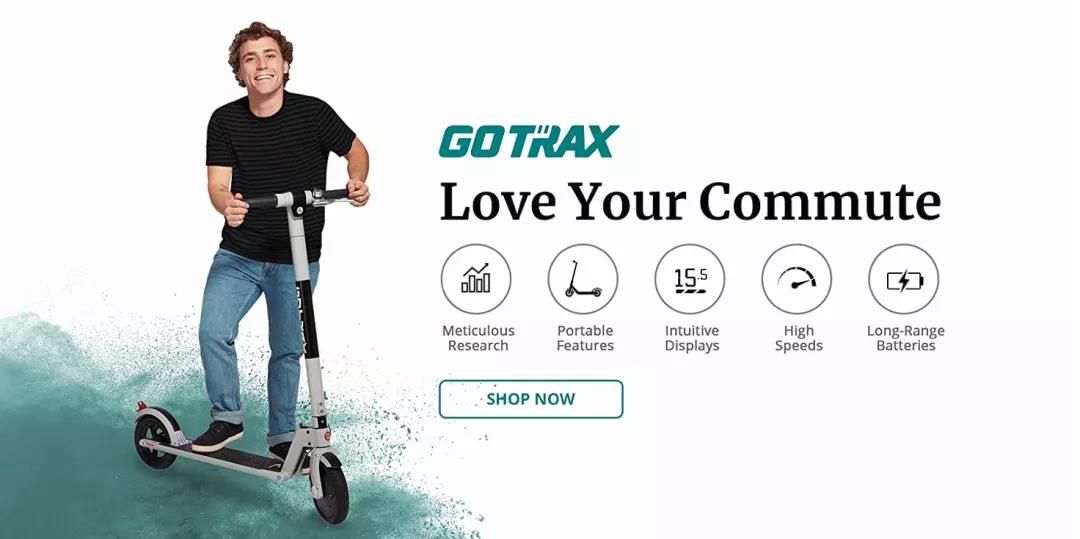 GOTRAX
Love Your Commute
15.5
Meticulous
Research
Portable
Features
Intuitive
Displays
High
Speeds
Long-Range
Batteries
SHOP NOW